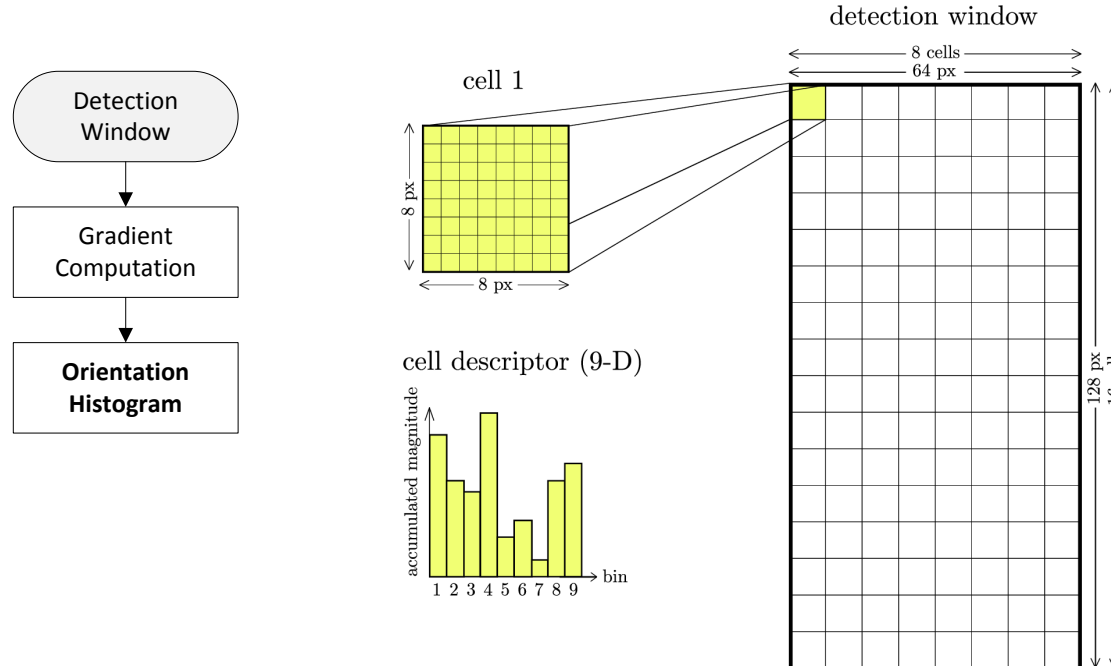 Detection
Window
Gradient
Computation
Orientation
Histogram
cell 1
8 px
8 px
cell descriptor (9-D)
accumulated magnitude
bin
1 2 3 4 5 6 7 8 9
detection window
8 cells
64 px
128 px